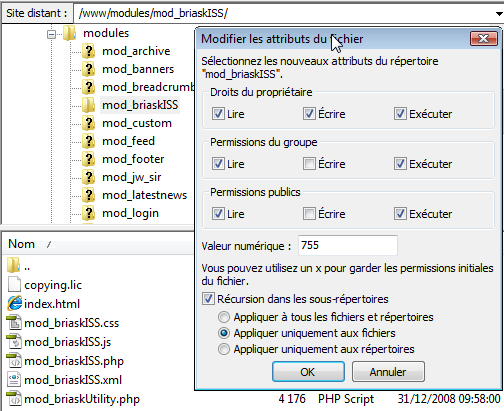 Site distant : /www/modules/mod_briaskISS/
modules
mod_archive
mod_banners
mod_breadcrumb
mod_briaskISS
mod_custom
mod_feed
mod_footer
mod_jw_sir
mod_latestnews
mod_login
Nom
..
copying.lic
index.html
mod_briaskISS.css
mod_briaskISS.js
mod_briaskISS.php
mod_briaskISS.xml
mod_briaskUtility.php 4 176 PHP Script 31/12/2008 09:58:00
Modifier les attributs du fichier
Sélectionnez les nouveaux attributs du répertoire
"mod_briaskISS".
Droits du propriétaire
Lire Écrire Exécuter
Permissions du groupe
Lire Écrire Exécuter
Permissions publics
Lire Écrire Exécuter
Valeur numérique : 755
Vous pouvez utilisez un x pour garder les permissions initiales
du fichier.
Récursion dans les sous-répertoires
Appliquer à tous les fichiers et répertoires
Appliquer uniquement aux fichiers
Appliquer uniquement aux répertoires
OK Annuler